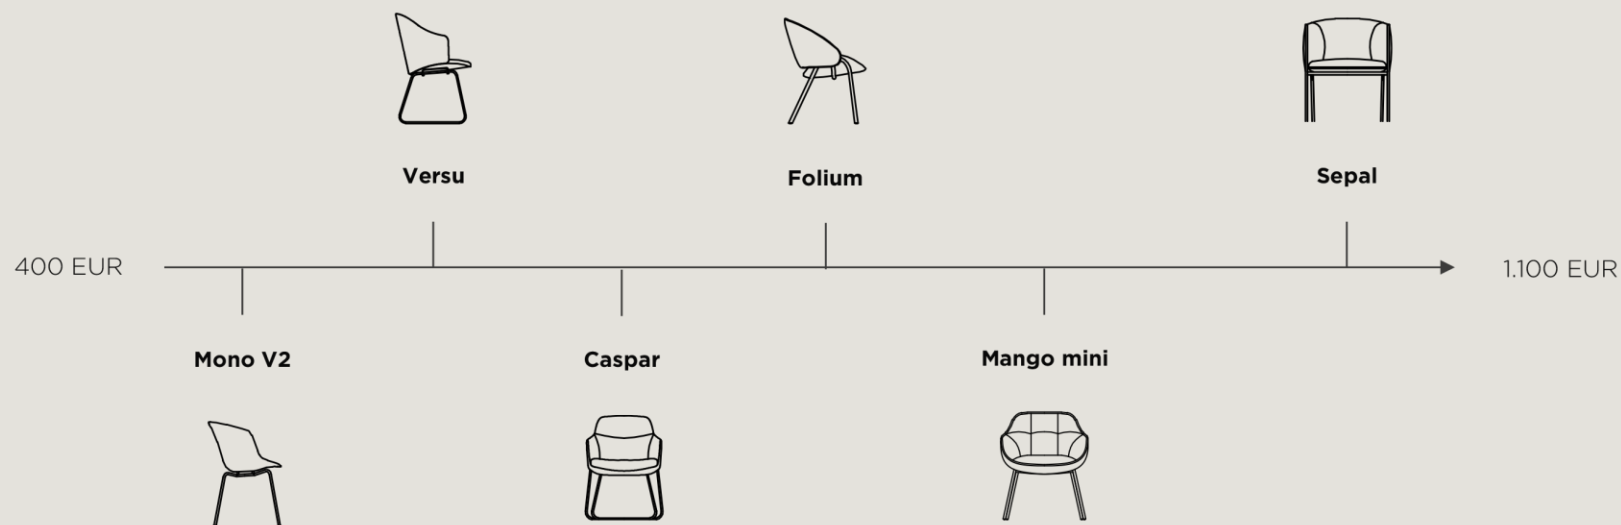 Versu
Folium
Sepal
400 EUR
1.100 EUR
Mono V2
Caspar
Mango mini